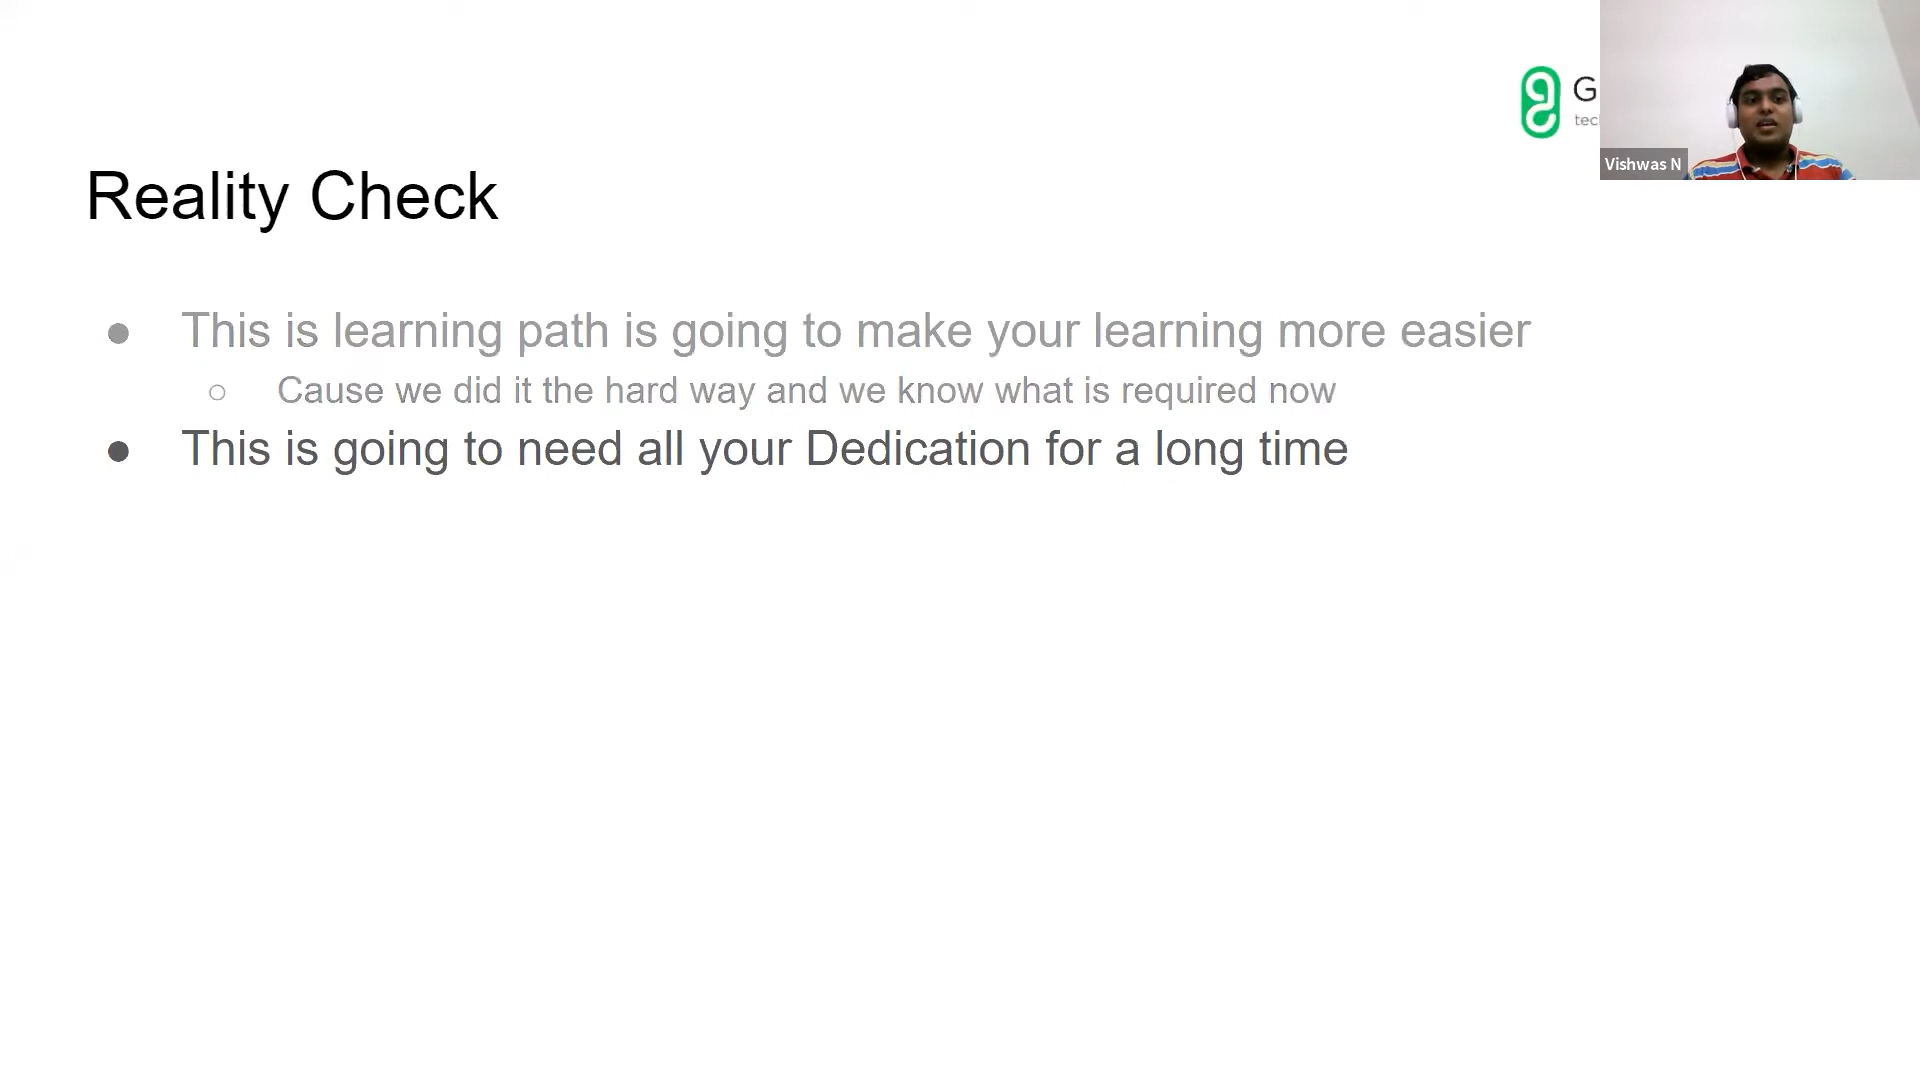 G
tec
Vishwas N
Reality Check
This is learning path is going to make your learning more easier
Cause we did it the hard way and we know what is required now
This is going to need all your Dedication for a long time